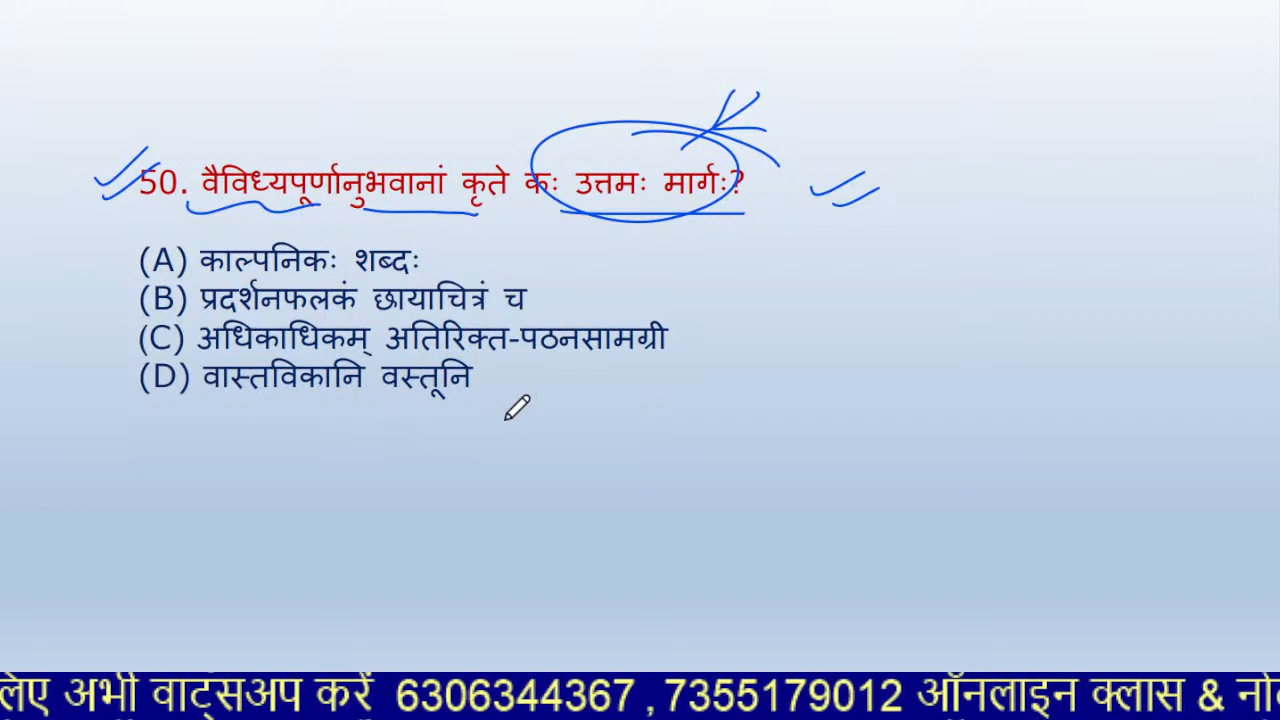 50. वैविध्यपूर्णानुभवानां कृते कः उत्तमः मार्गः?
(A) काल्पनिकः शब्दः
(B) प्रदर्शनफलकं छायाचित्रं च
(C) अधिकाधिकम् अतिरिक्त-पठनसामग्री
(D) वास्तविकानि वस्तूनि
लिए अभी वाट्सअप करें 6306344367 , 7355179012 ऑनलाइन क्लास &